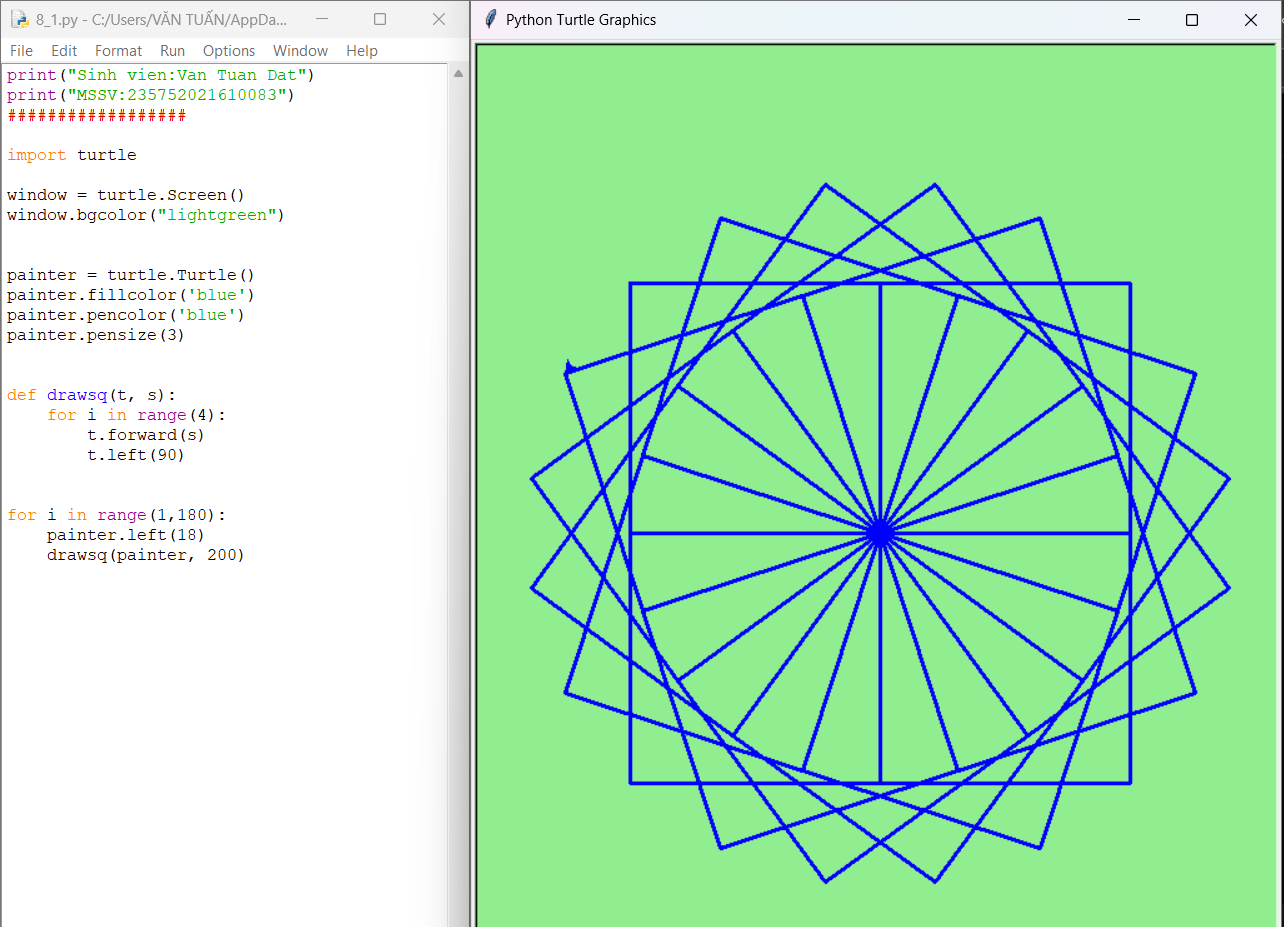 8_1.py - C:/Users/VĂN TUẤN/AppDa...
File Edit Format Run Options Window Help
print("Sinh vien:Van Tuan Dat")
print("MSSV:235752021610083")
##################
import turtle
window = turtle.Screen()
window.bgcolor("lightgreen")
painter = turtle.Turtle()
painter.fillcolor('blue')
painter.pencolor('blue')
painter.pensize(3)
def drawsq(t, s):
    for i in range(4):
        t.forward(s)
        t.left(90)
for i in range(1,180):
    painter.left(18)
    drawsq(painter, 200)
Python Turtle Graphics